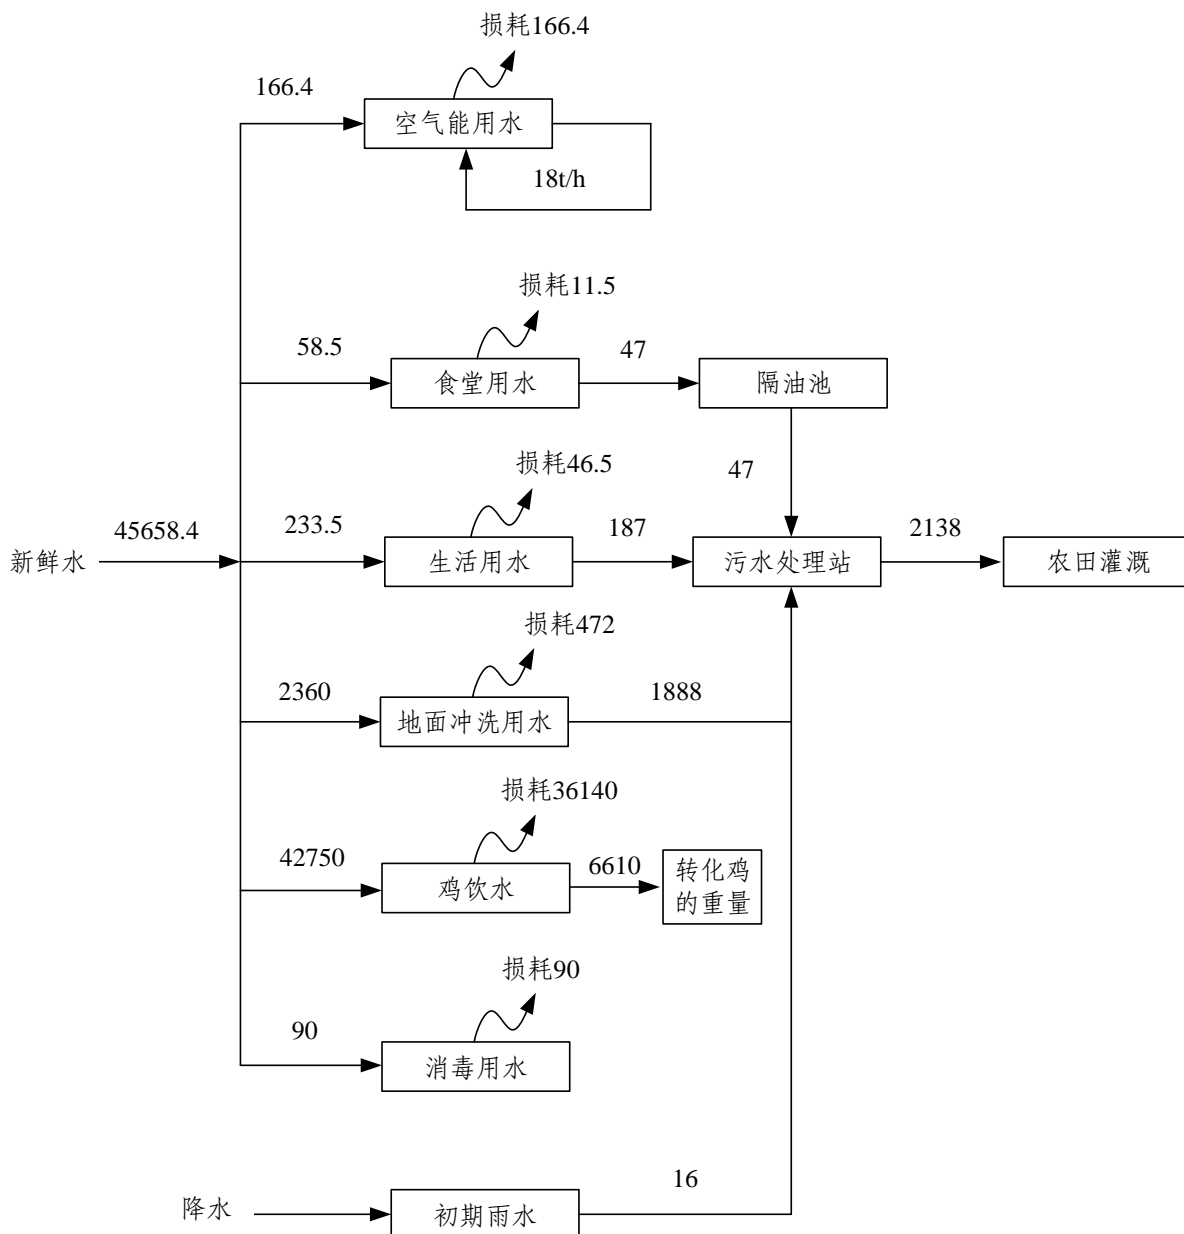 损耗166.4
166.4
空气能用水
18t/h
损耗11.5
58.5
食堂用水
47
隔油池
损耗46.5
47
新鲜水
45658.4
233.5
生活用水
187
污水处理站
2138
农田灌溉
损耗472
2360
地面冲洗用水
1888
损耗36140
42750
鸡饮水
6610
转化鸡
的重量
损耗90
90
消毒用水
降水
初期雨水
16